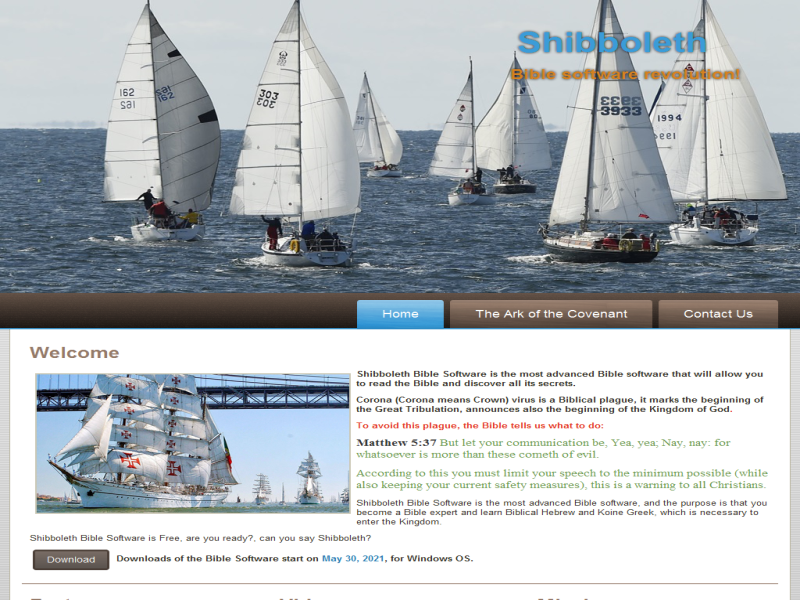 Shibboleth
Bible software revolution!
162
162
162
303
303
3933
3933
1994
Home
The Ark of the Covenant
Contact Us
Welcome
Shibboleth Bible Software is the most advanced Bible software that will allow you
to read the Bible and discover all its secrets.
Corona (Corona means Crown) virus is a Biblical plague, it marks the beginning of
the Great Tribulation, announces also the beginning of the Kingdom of God.
To avoid this plague, the Bible tells us what to do:
Matthew 5:37 But let your communication be, Yea, yea; Nay, nay: for
whatsoever is more than these cometh of evil.
According to this you must limit your speech to the minimum possible (while
also keeping your current safety measures), this is a warning to all Christians.
Shibboleth Bible Software is the most advanced Bible software, and the purpose is that you
become a Bible expert and learn Biblical Hebrew and Koine Greek, which is necessary to
enter the Kingdom.
Shibboleth Bible Software is Free, are you ready?, can you say Shibboleth?
Download
Downloads of the Bible Software start on May 30, 2021, for Windows OS.